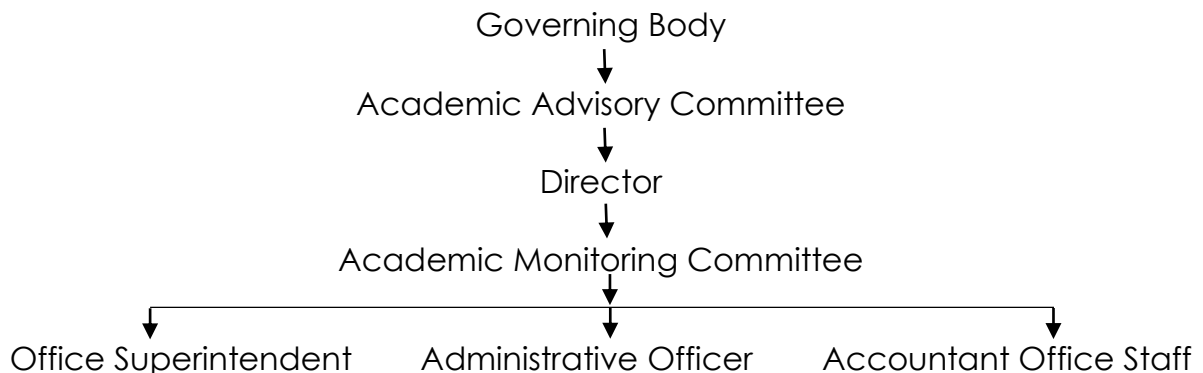 Governing Body
Academic Advisory Committee
Director
Academic Monitoring Committee
Office Superintendent Administrative Officer Accountant Office Staff